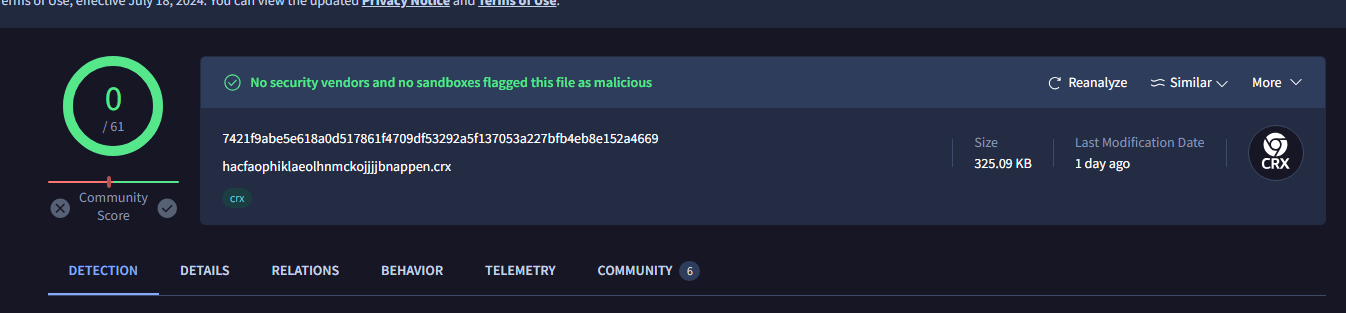 erms of Use, effective July 18, 2024. You can view the updated Privacy Notice and Terms of Use.
0
/ 61
Community
Score
No security vendors and no sandboxes flagged this file as malicious
Reanalyze
Similar
More
7421f9abe5e618a0d517861f4709df53292a5f137053a227bfb4eb8e152a4669
hacfaophiklaeolhnmckojjjjbnappen.crx
crx
Size
325.09 KB
Last Modification Date
1 day ago
CRX
DETECTION
DETAILS
RELATIONS
BEHAVIOR
TELEMETRY
COMMUNITY 6